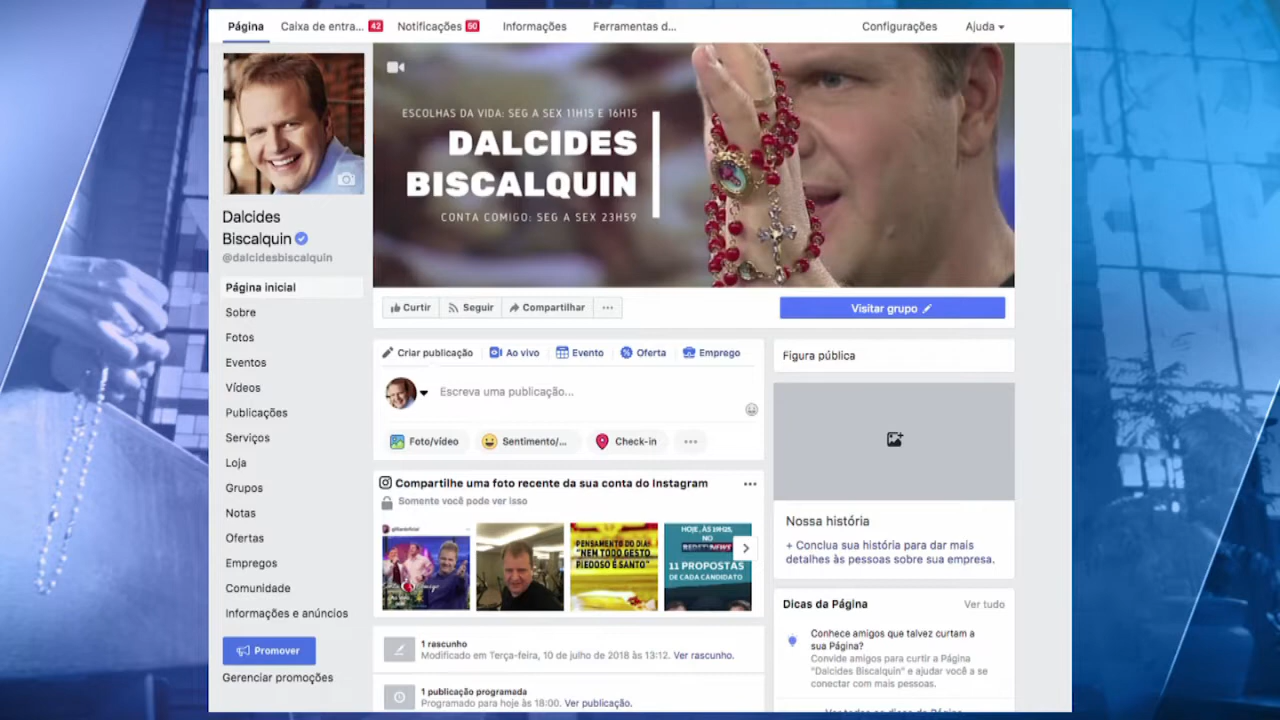 Página
Caixa de entra... 42
Notificações 60
Informações
Ferramentas d...
Configurações
Ajuda
ESCOLHAS DA VIDA: SEG A SEX 11H15 E 16H15
DALCIDES
BISCALQUIN
CONTA COMIGO: SEG A SEX 23H59
Dalcides
Biscalquin
@dalcidesbiscalquin
Página inicial
Sobre
Fotos
Eventos
Vídeos
Publicações
Serviços
Loja
Grupos
Notas
Ofertas
Empregos
Comunidade
Informações e anúncios
Promover
Gerenciar promoções
Curtir
Seguir
Compartilhar
...
Visitar grupo
Criar publicação
Ao vivo
Evento
Oferta
Emprego
Escreva uma publicação...
Foto/vídeo
Sentimento/...
Check-in
...
Compartilhe uma foto recente da sua conta do Instagram
...
Somente você pode ver isso
PENSAMENTO DO DIA:
"NEM TODO GESTO
PIEDOSO É SANTO"
HOJE, ÀS 19H25,
NO
REDETV!NEWS
11 PROPOSTAS
DE CADA CANDIDATO
1 rascunho
Modificado em Terça-feira, 10 de julho de 2018 às 13:12. Ver rascunho.
1 publicação programada
Programado para hoje às 18:00. Ver publicação.
Figura pública
Nossa história
+ Conclua sua história para dar mais
detalhes às pessoas sobre sua empresa.
Dicas da Página
Ver tudo
Conhece amigos que talvez curtam a
sua Página?
Convide amigos para curtir a Página
"Dalcides Biscalquin" e ajudar você a se
conectar com mais pessoas.